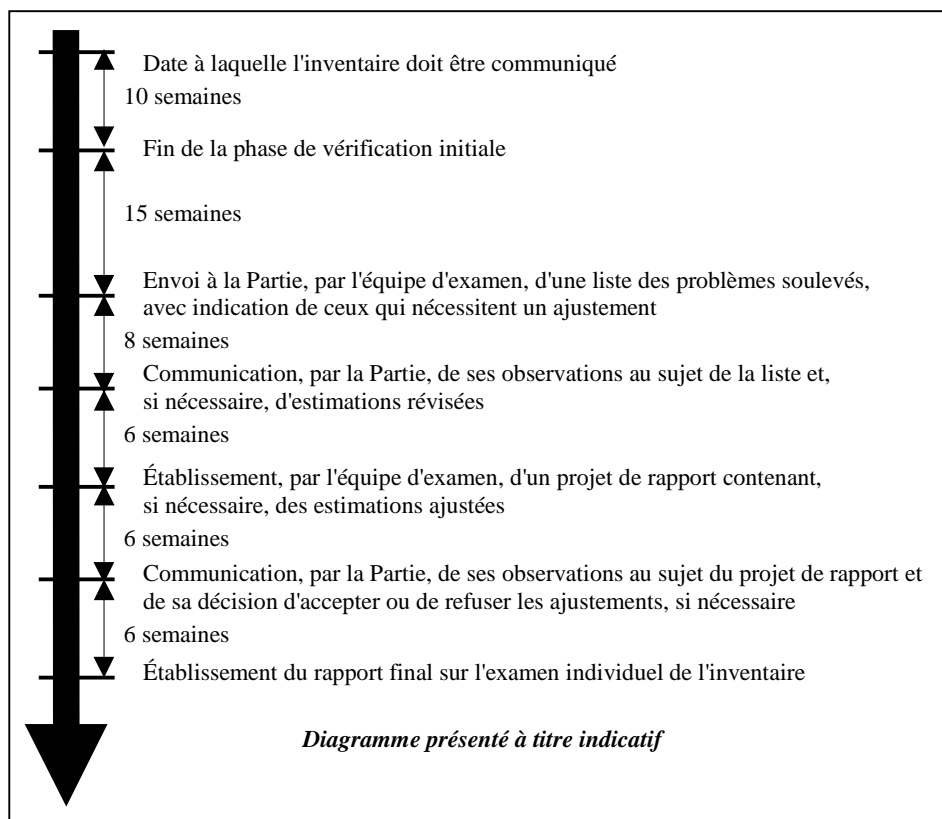 Date à laquelle l'inventaire doit être communiqué
10 semaines
Fin de la phase de vérification initiale
15 semaines
Envoi à la Partie, par l'équipe d'examen, d'une liste des problèmes soulevés,
avec indication de ceux qui nécessitent un ajustement
8 semaines
Communication, par la Partie, de ses observations au sujet de la liste et,
si nécessaire, d'estimations révisées
6 semaines
Établissement, par l'équipe d'examen, d'un projet de rapport contenant,
si nécessaire, des estimations ajustées
6 semaines
Communication, par la Partie, de ses observations au sujet du projet de rapport et
de sa décision d'accepter ou de refuser les ajustements, si nécessaire
6 semaines
Établissement du rapport final sur l'examen individuel de l'inventaire
Diagramme présenté à titre indicatif